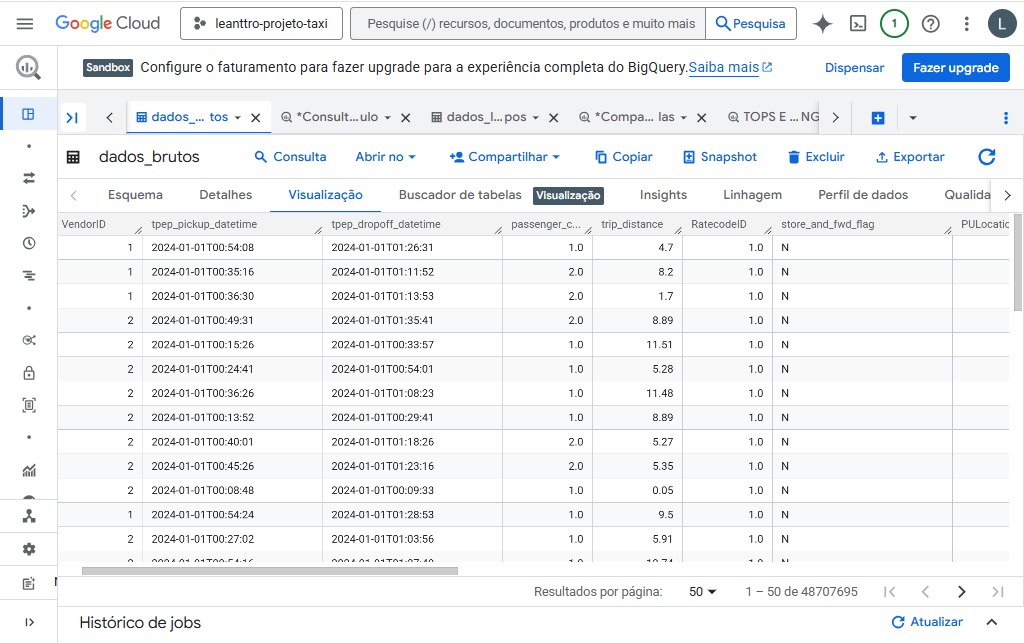 Google Cloud leanttro-projeto-taxi Pesquise (/) recursos, documentos, produtos e muito mais Pesquisa 1 L
Sandbox Configure o faturamento para fazer upgrade para a experiência completa do BigQuery. Saiba mais Dispensar Fazer upgrade
dados_... tos *Consult...ulo dados_l...pos *Compa... las TOPS E ...NG
dados_brutos Consulta Abrir no Compartilhar Copiar Snapshot Excluir Exportar
Esquema Detalhes Visualização Buscador de tabelas Visualização Insights Linhagem Perfil de dados Qualida
VendorID tpep_pickup_datetime tpep_dropoff_datetime passenger_c... trip_distance RatecodeID store_and_fwd_flag PULocatio
1 2024-01-01T00:54:08 2024-01-01T01:26:31 1.0 4.7 1.0 N
1 2024-01-01T00:35:16 2024-01-01T01:11:52 2.0 8.2 1.0 N
1 2024-01-01T00:36:30 2024-01-01T01:13:53 2.0 1.7 1.0 N
2 2024-01-01T00:49:31 2024-01-01T01:35:41 2.0 8.89 1.0 N
2 2024-01-01T00:15:26 2024-01-01T00:33:57 1.0 11.51 1.0 N
2 2024-01-01T00:24:41 2024-01-01T00:54:01 1.0 5.28 1.0 N
2 2024-01-01T00:36:26 2024-01-01T01:08:23 1.0 11.48 1.0 N
2 2024-01-01T00:13:52 2024-01-01T00:29:41 1.0 8.89 1.0 N
2 2024-01-01T00:40:01 2024-01-01T01:18:26 2.0 5.27 1.0 N
2 2024-01-01T00:45:26 2024-01-01T01:23:16 2.0 5.35 1.0 N
2 2024-01-01T00:08:48 2024-01-01T00:09:33 1.0 0.05 1.0 N
1 2024-01-01T00:54:24 2024-01-01T01:28:53 1.0 9.5 1.0 N
2 2024-01-01T00:27:02 2024-01-01T01:03:56 1.0 5.91 1.0 N
Resultados por página: 50 1 – 50 de 48707695
Histórico de jobs Atualizar